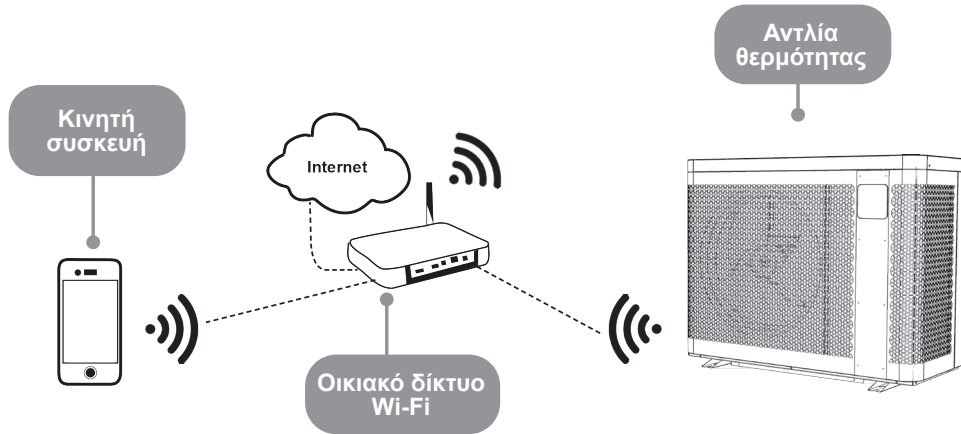 Αντλία
θερμότητας
Κινητή
συσκευή
Internet
Οικιακό δίκτυο
Wi-Fi